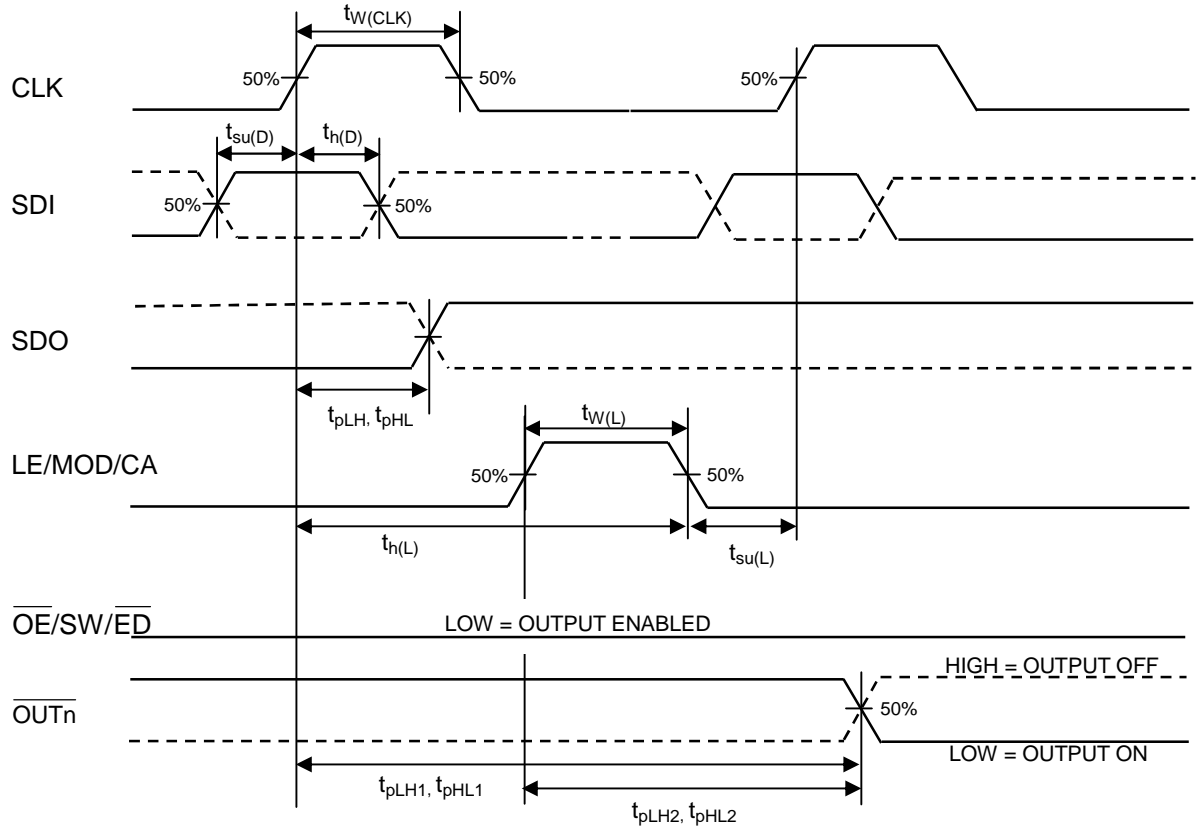 tW(CLK)
CLK
50%
50%
50%
tsu(D)
th(D)
SDI
50%
50%
SDO
tpLH, tpHL
tW(L)
LE/MOD/CA
50%
50%
th(L)
tsu(L)
OE/SW/ED
LOW = OUTPUT ENABLED
HIGH = OUTPUT OFF
OUTn
50%
LOW = OUTPUT ON
tpLH1, tpHL1
tpLH2, tpHL2